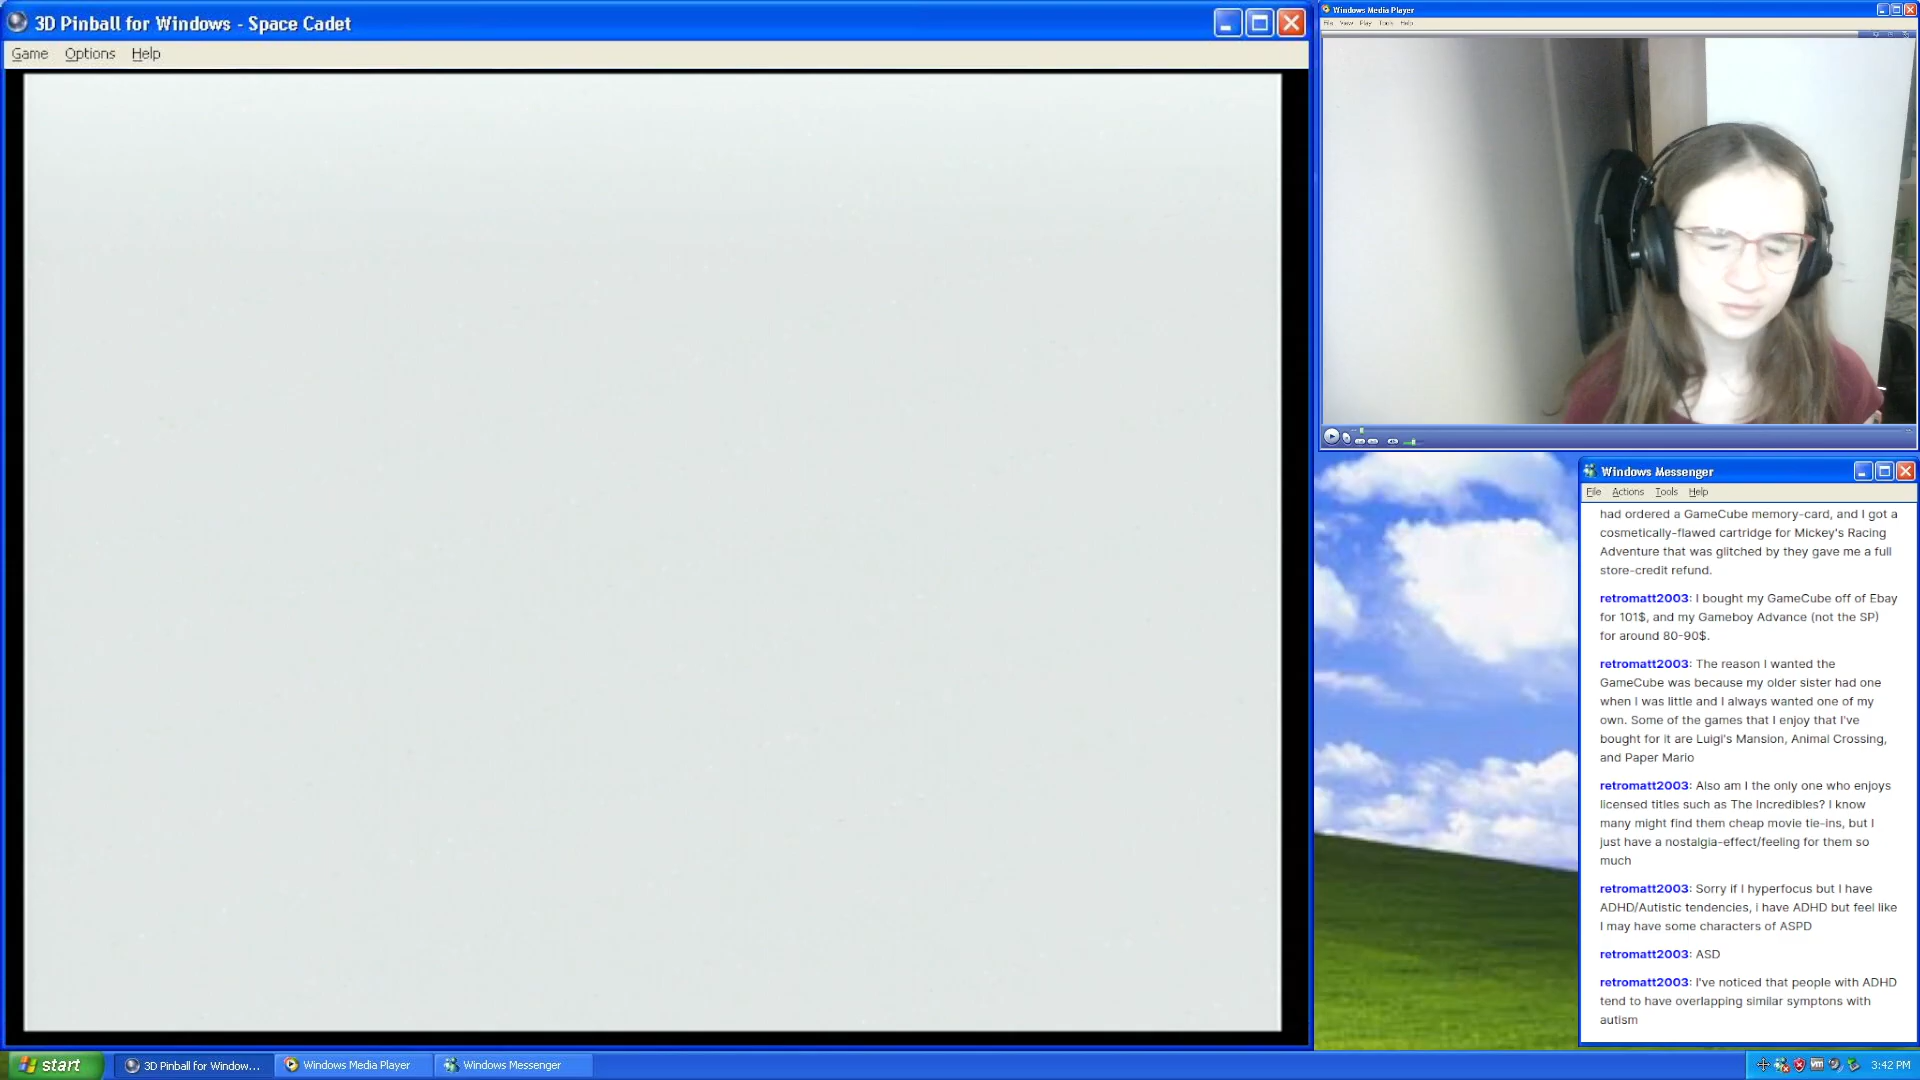 3D Pinball for Windows - Space Cadet
Game Options Help
Windows Media Player
File View Play Tools Help
Windows Messenger
File Actions Tools Help
had ordered a GameCube memory-card, and I got a
cosmetically-flawed cartridge for Mickey's Racing
Adventure that was glitched by they gave me a full
store-credit refund.
retromatt2003: I bought my GameCube off of Ebay
for 101$, and my Gameboy Advance (not the SP)
for around 80-90$.
retromatt2003: The reason I wanted the
GameCube was because my older sister had one
when I was little and I always wanted one of my
own. Some of the games that I enjoy that I've
bought for it are Luigi's Mansion, Animal Crossing,
and Paper Mario
retromatt2003: Also am I the only one who enjoys
licensed titles such as The Incredibles? I know
many might find them cheap movie tie-ins, but I
just have a nostalgia-effect/feeling for them so
much
retromatt2003: Sorry if I hyperfocus but I have
ADHD/Autistic tendencies, i have ADHD but feel like
I may have some characters of ASPD
retromatt2003: ASD
retromatt2003: I've noticed that people with ADHD
tend to have overlapping similar symptons with
autism
start
3D Pinball for Window...
Windows Media Player
Windows Messenger
3:42 PM